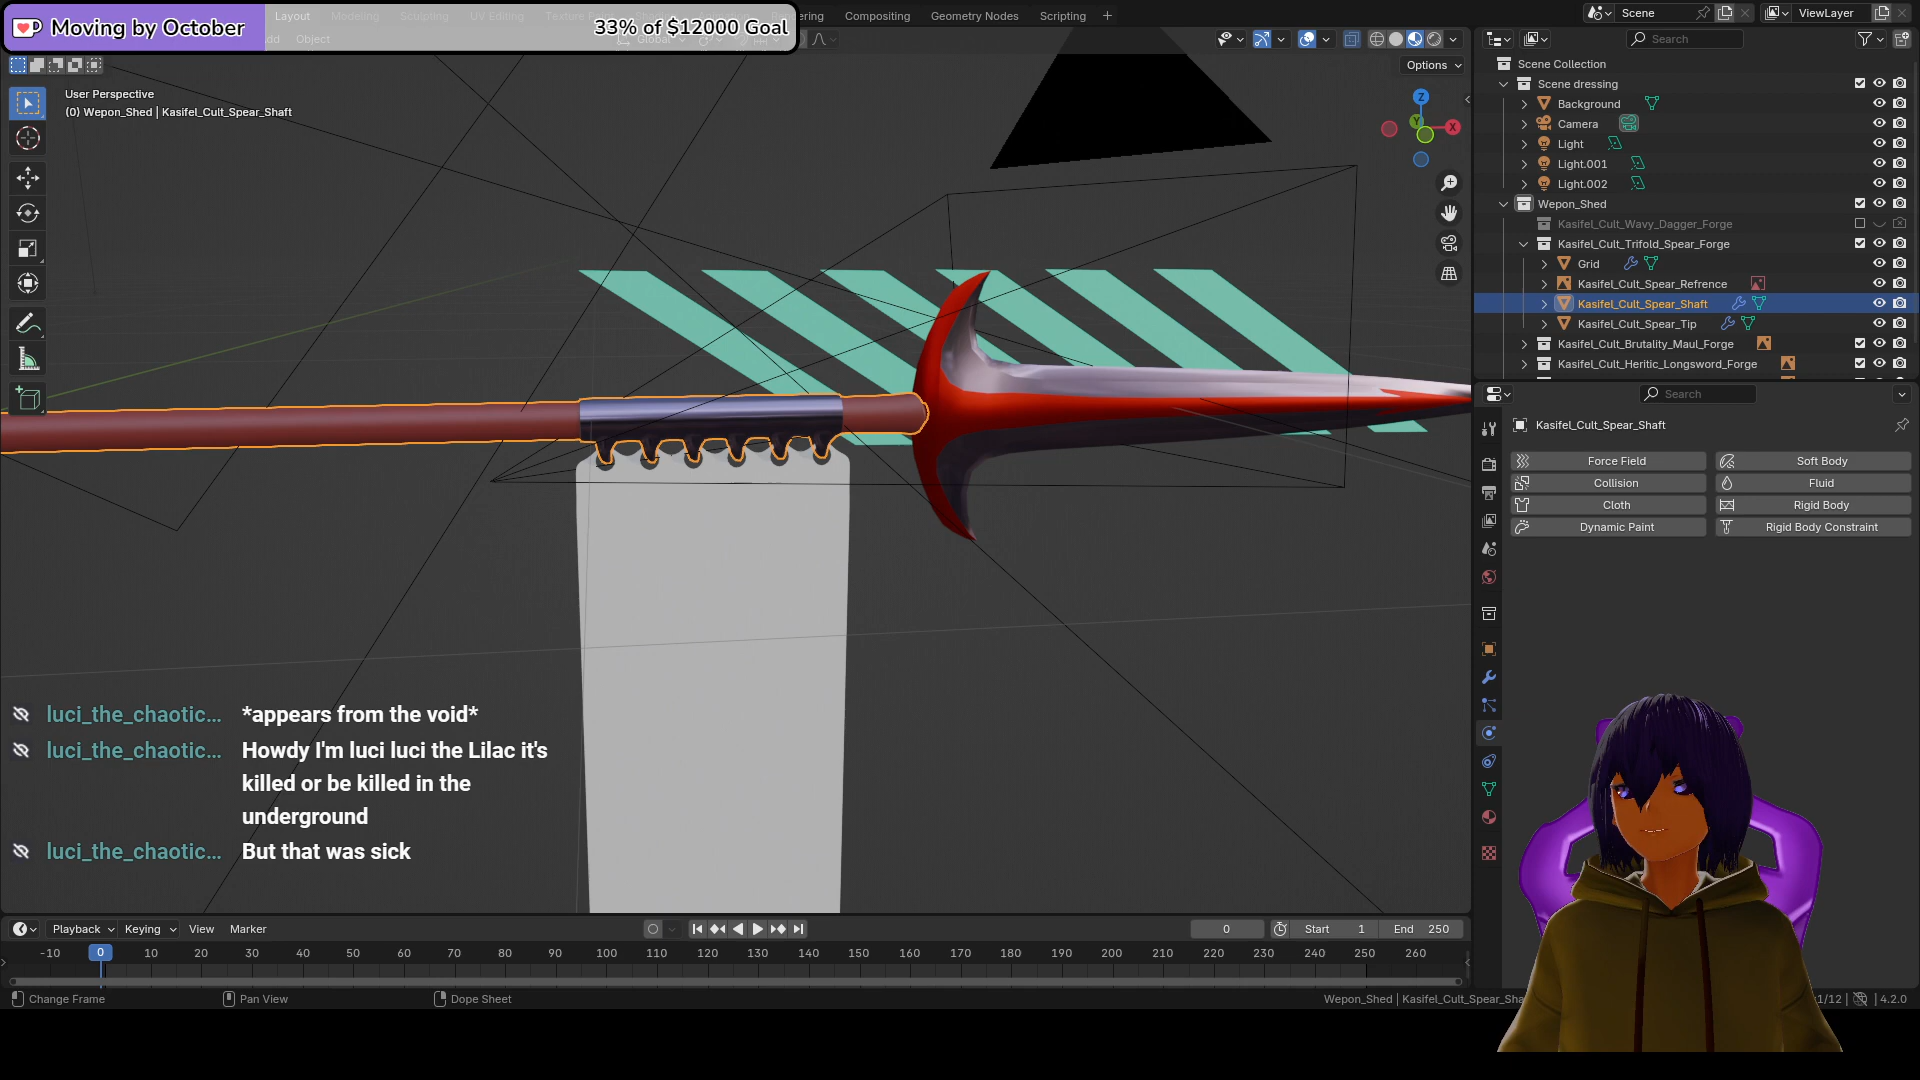 Moving by October
33% of $12000 Goal
Layout
Modeling
Sculpting
UV Editing
Compositing
Geometry Nodes
Scripting
Scene
ViewLayer
Object
Global
Options
User Perspective
(0) Wepon_Shed | Kasifel_Cult_Spear_Shaft
Z
Y
X
Search
Scene Collection
Scene dressing
Background
Camera
Light
Light.001
Light.002
Wepon_Shed
Kasifel_Cult_Wavy_Dagger_Forge
Kasifel_Cult_Trifold_Spear_Forge
Grid
Kasifel_Cult_Spear_Refrence
Kasifel_Cult_Spear_Shaft
Kasifel_Cult_Spear_Tip
Kasifel_Cult_Brutality_Maul_Forge
Kasifel_Cult_Heritic_Longsword_Forge
Search
Kasifel_Cult_Spear_Shaft
Force Field
Soft Body
Collision
Fluid
Cloth
Rigid Body
Dynamic Paint
Rigid Body Constraint
luci_the_chaotic... *appears from the void*
luci_the_chaotic... Howdy I'm luci luci the Lilac it's
killed or be killed in the
underground
luci_the_chaotic... But that was sick
Playback
Keying
View
Marker
0
Start 1
End 250
-10 0 10 20 30 40 50 60 70 80 90 100 110 120 130 140 150 160 170 180 190 200 210 220 230 240 250 260
Change Frame
Pan View
Dope Sheet
Wepon_Shed | Kasifel_Cult_Spear_Sha
1/12 | 4.2.0